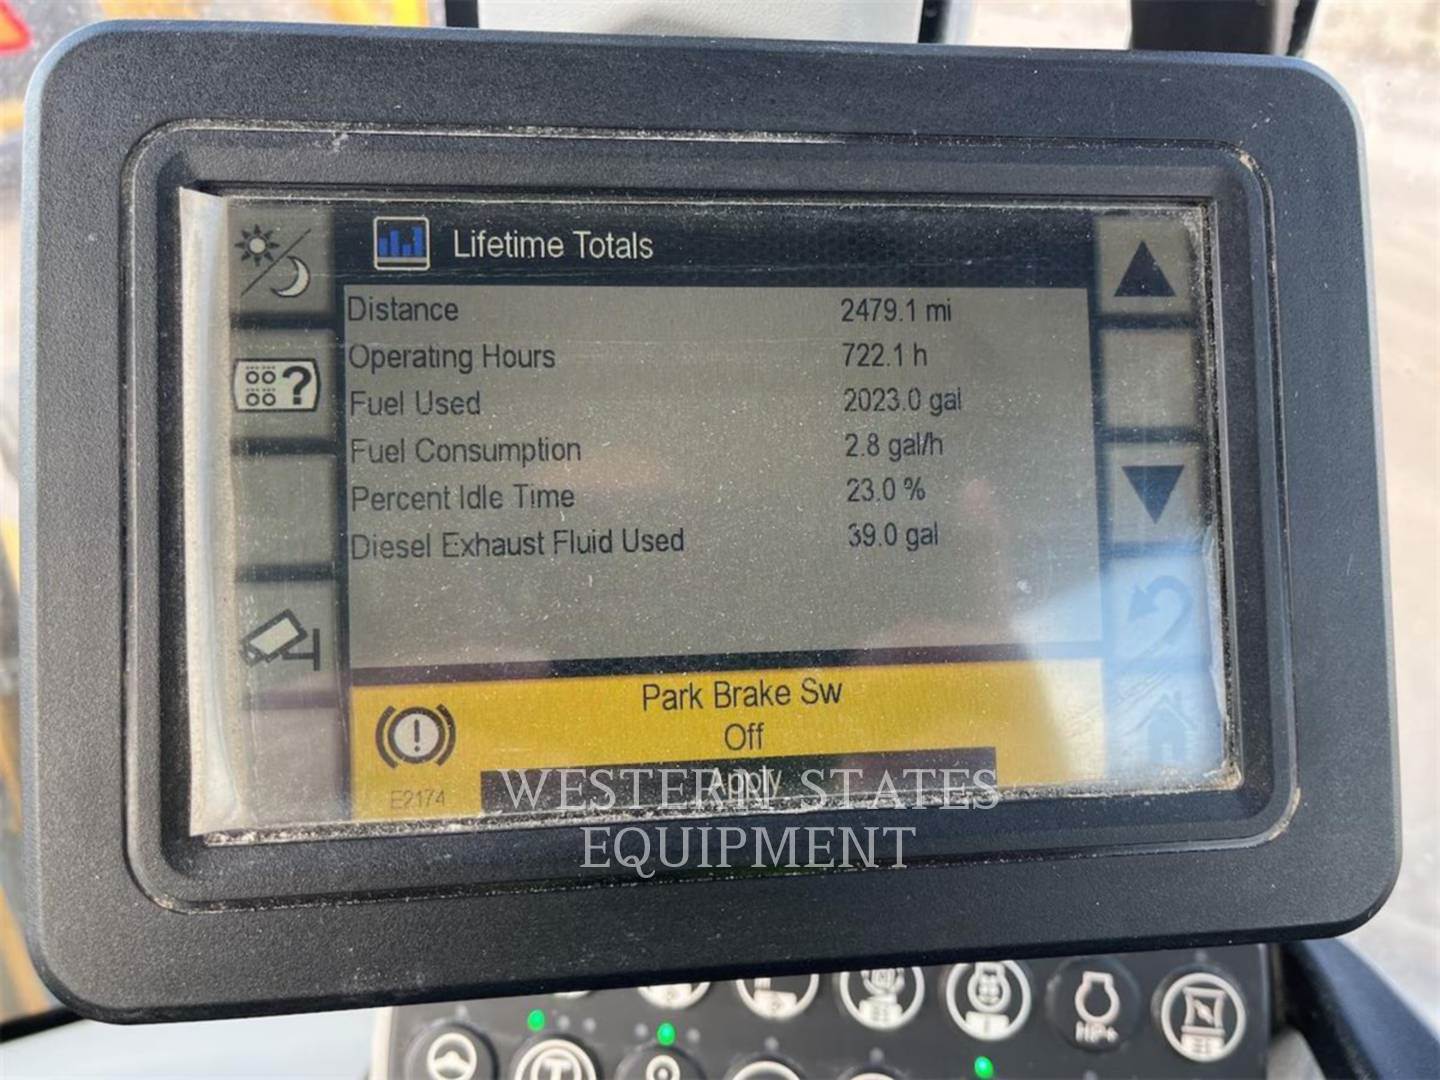 Lifetime Totals
Distance 2479.1 mi
Operating Hours 722.1 h
Fuel Used 2023.0 gal
Fuel Consumption 2.8 gal/h
Percent Idle Time 23.0 %
Diesel Exhaust Fluid Used 39.0 gal
Park Brake Sw
Off
Apply
E2174
WESTERN STATES
EQUIPMENT
HP+